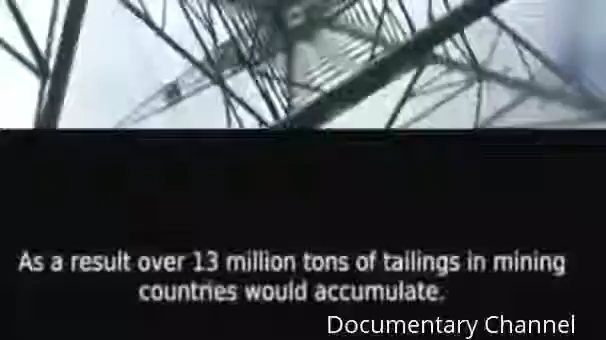 As a result over 13 million tons of tailings in mining
countries would accumulate.
Documentary Channel